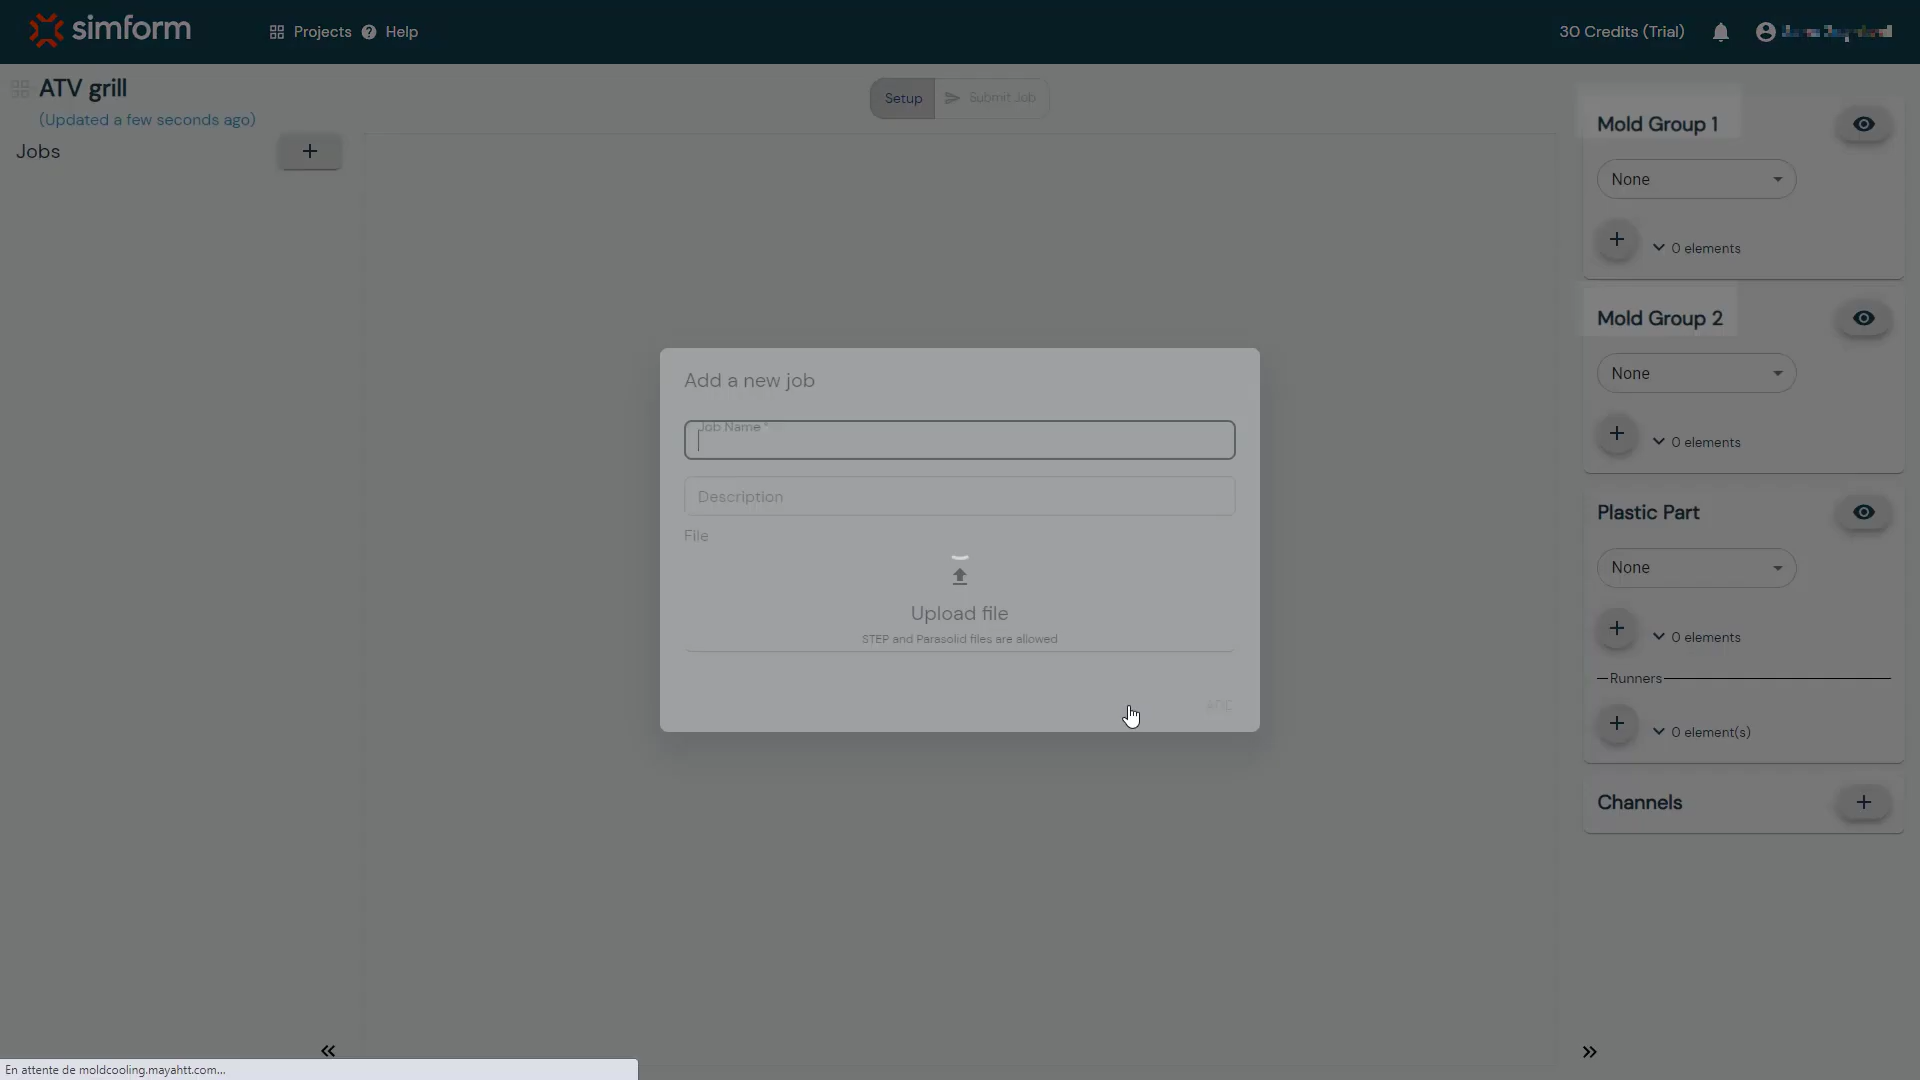 simform
Projects
Help
30 Credits (Trial)
ATV grill
(Updated a few seconds ago)
Setup
Submit Job
Jobs
Mold Group 1
None
0 elements
Mold Group 2
None
0 elements
Plastic Part
None
0 elements
Runners
0 element(s)
Channels
Add a new job
Job Name *
Description
File
Upload file
STEP and Parasolid files are allowed
ADD
En attente de moldcooling.mayahtt.com...